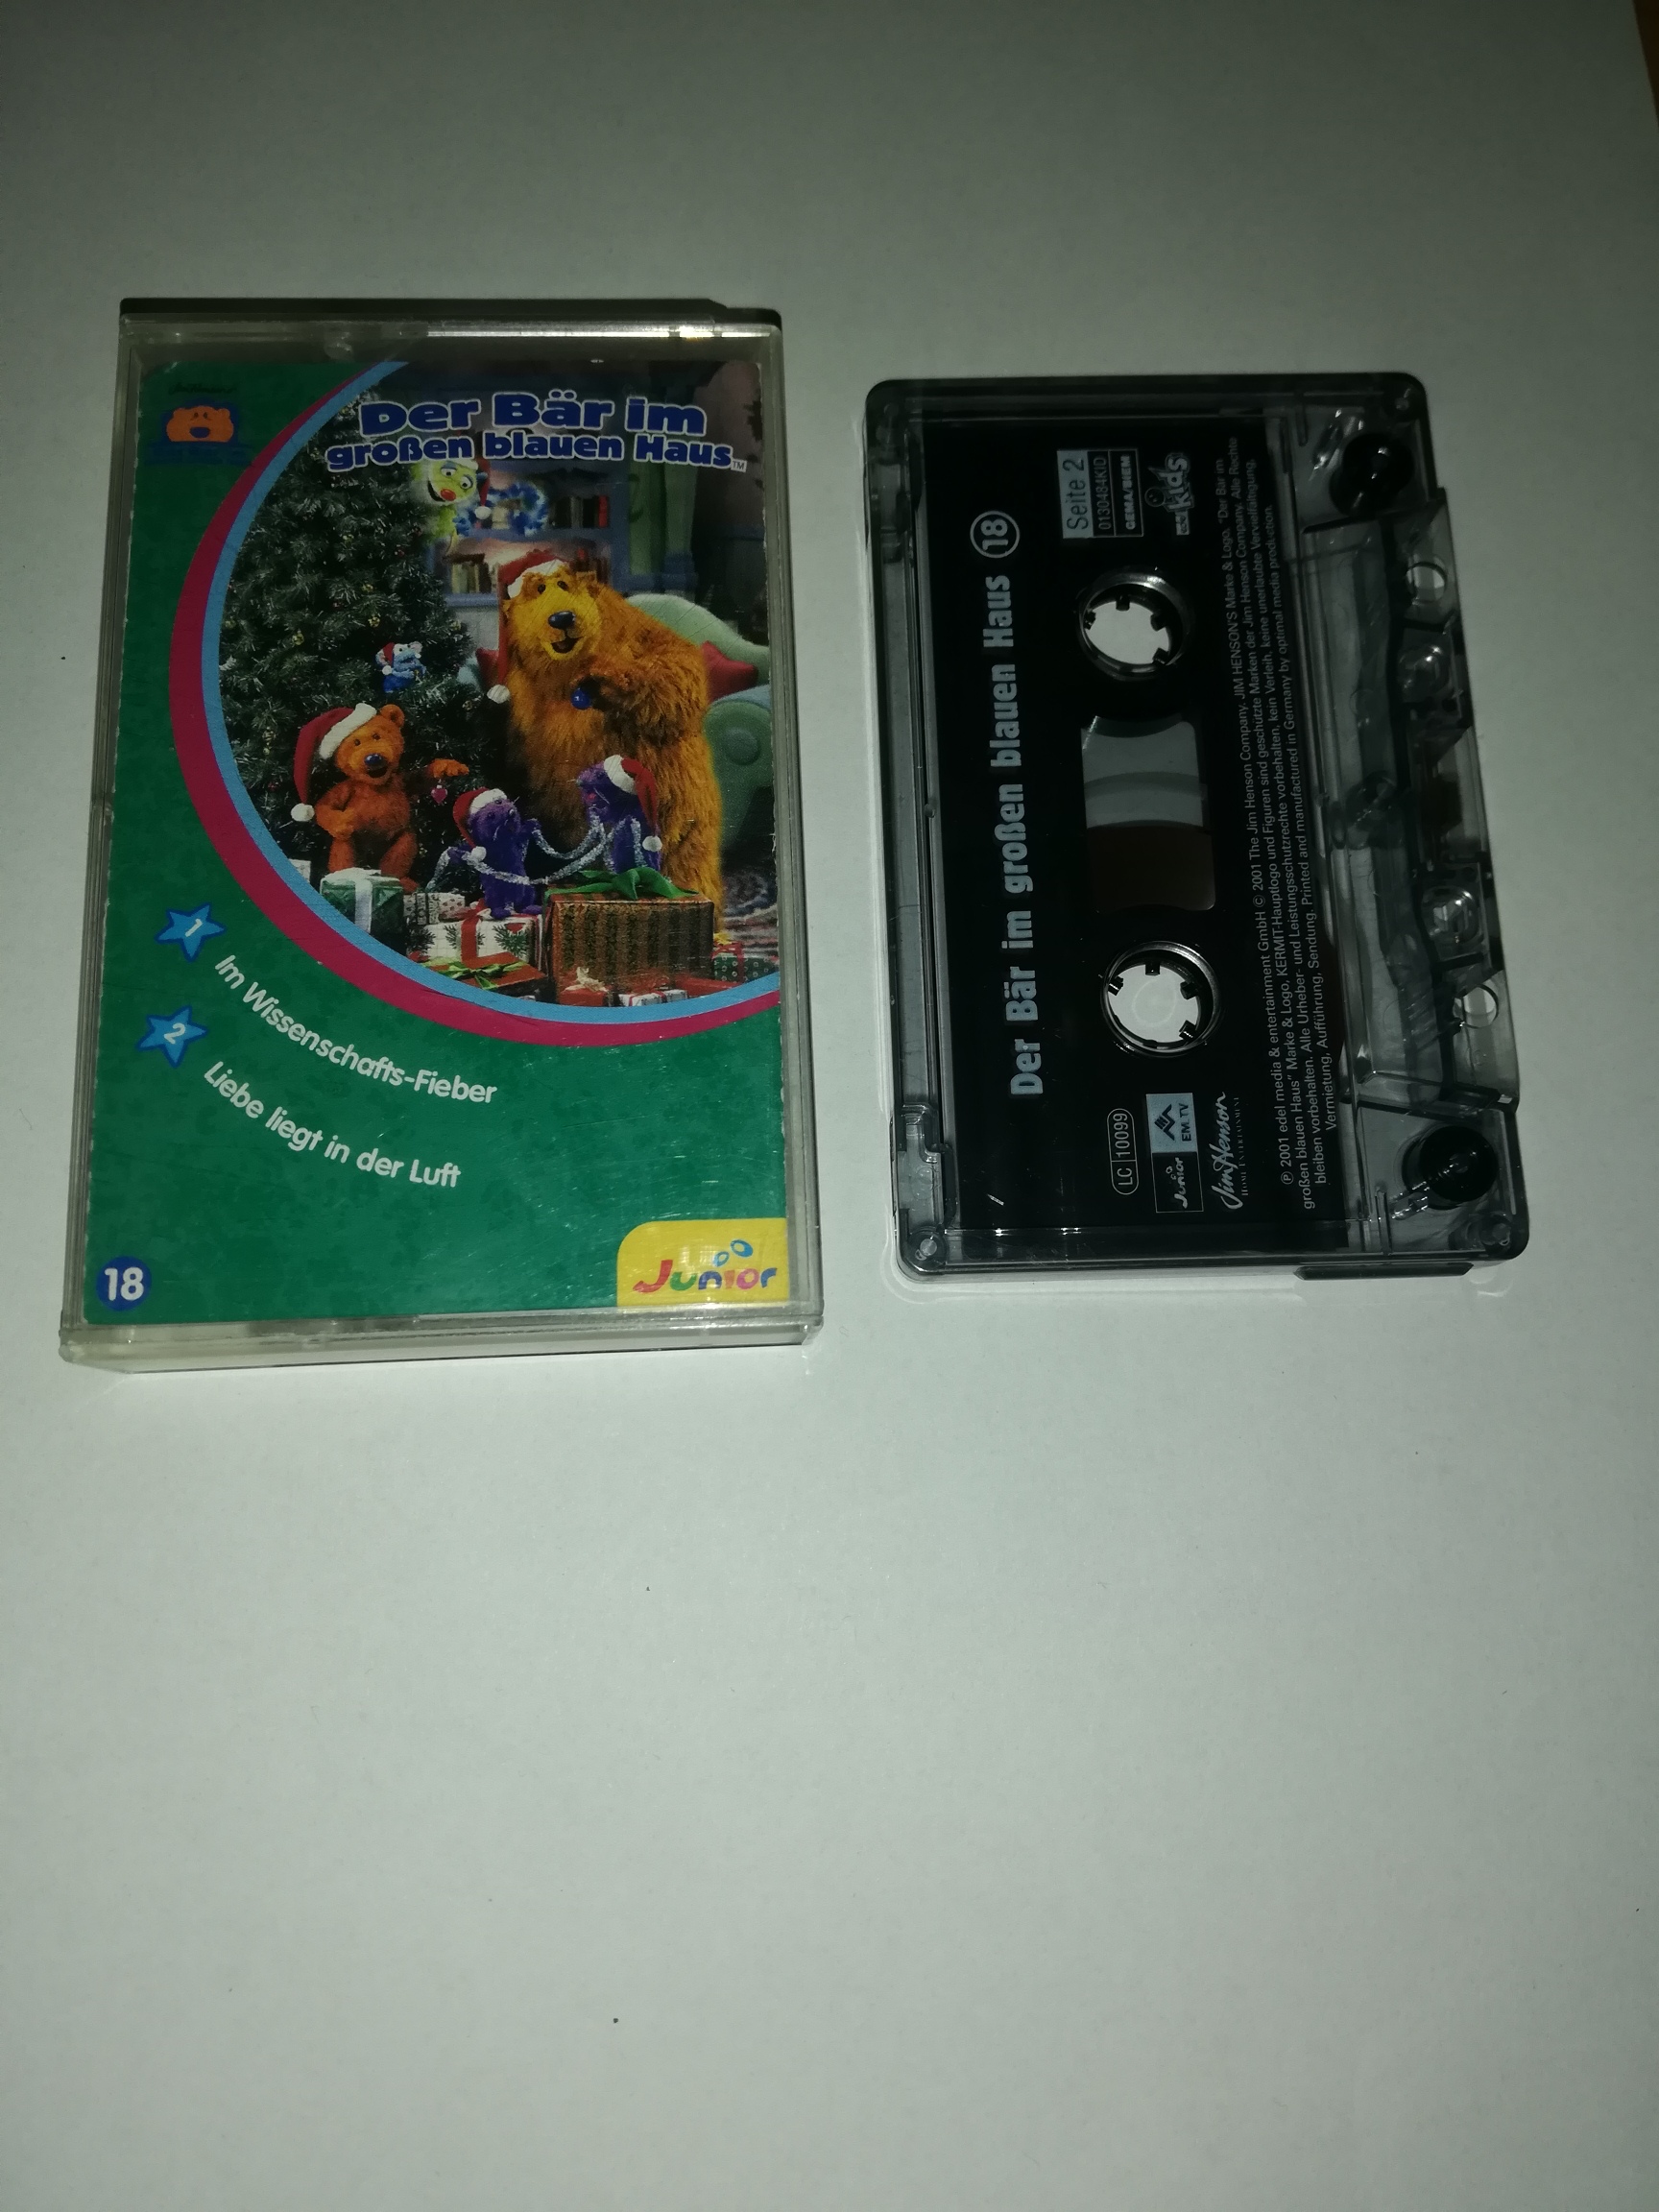 Der Bär im
großen blauen Haus™
1 Im Wissenschafts-Fieber
2 Liebe liegt in der Luft
18
Junior
Der Bär im großen blauen Haus 18
Seite 2
0130484KID
GEMA/BIEM
edel kids
LC 10099
Junior
EM.TV
Jim Henson
HOME ENTERTAINMENT
℗ 2001 edel media & entertainment GmbH © 2001 The Jim Henson Company. JIM HENSON'S Marke & Logo, "Der Bär im
großen blauen Haus" Marke & Logo, KERMIT-Hauptlogo und Figuren sind geschützte Marken der Jim Henson Company. Alle Rechte
bleiben vorbehalten. Alle Urheber- und Leistungsschutzrechte vorbehalten, kein Verleih, keine unerlaubte Vervielfältigung,
Vermietung, Aufführung, Sendung. Printed and manufactured in Germany by optimal media production.